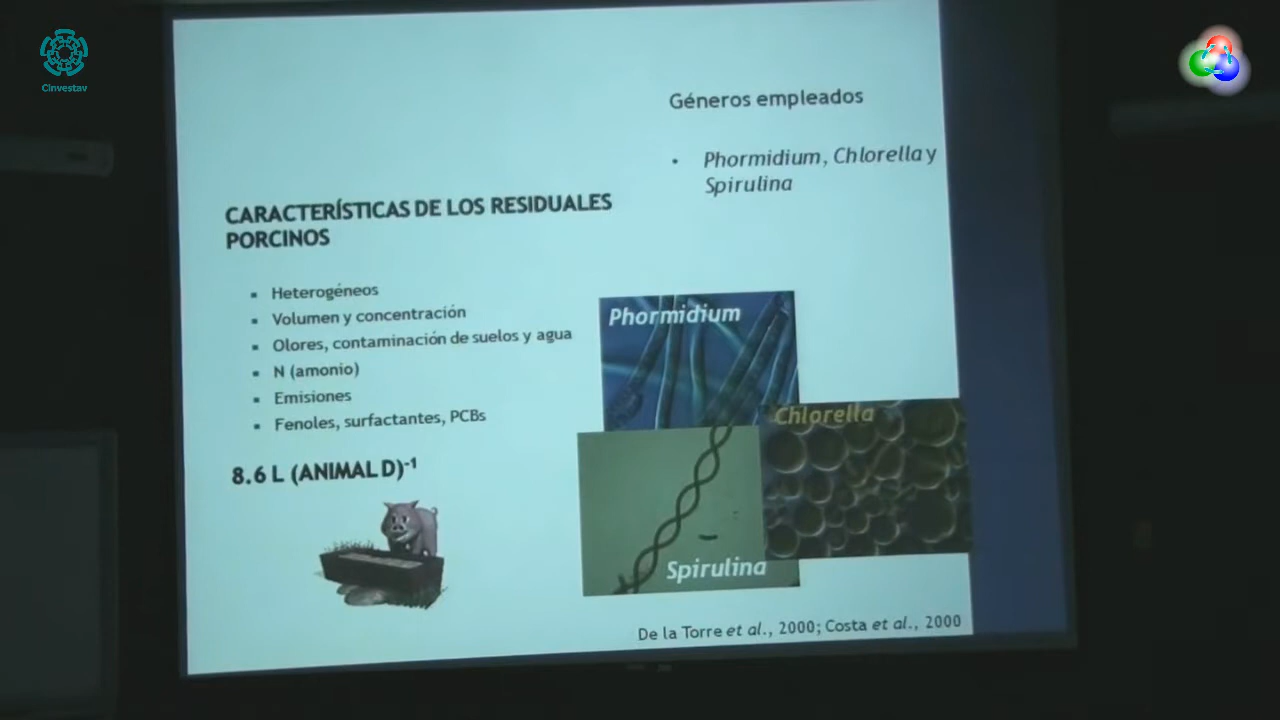 Cinvestav
Géneros empleados
• Phormidium, Chlorella y
Spirulina
CARACTERÍSTICAS DE LOS RESIDUALES
PORCINOS
▪ Heterogéneos
▪ Volumen y concentración
▪ Olores, contaminación de suelos y agua
▪ N (amonio)
▪ Emisiones
▪ Fenoles, surfactantes, PCBs
8.6 L (ANIMAL D)⁻¹
Phormidium
Chlorella
Spirulina
De la Torre et al., 2000; Costa et al., 2000